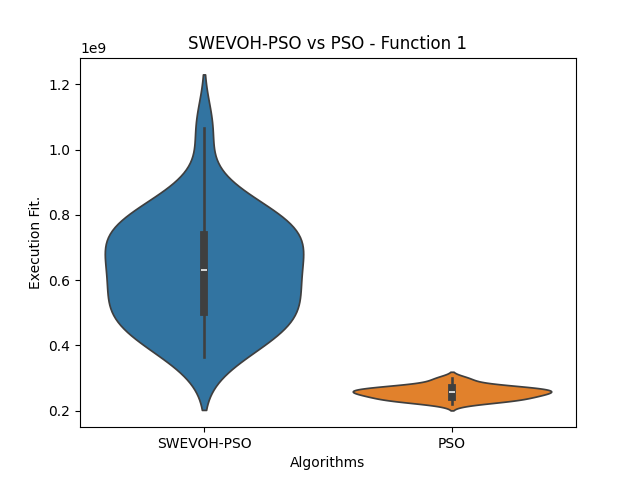 SWEVOH-PSO vs PSO - Function 1
1e9
1.2
1.0
0.8
0.6
0.4
0.2
Execution Fit.
SWEVOH-PSO
PSO
Algorithms